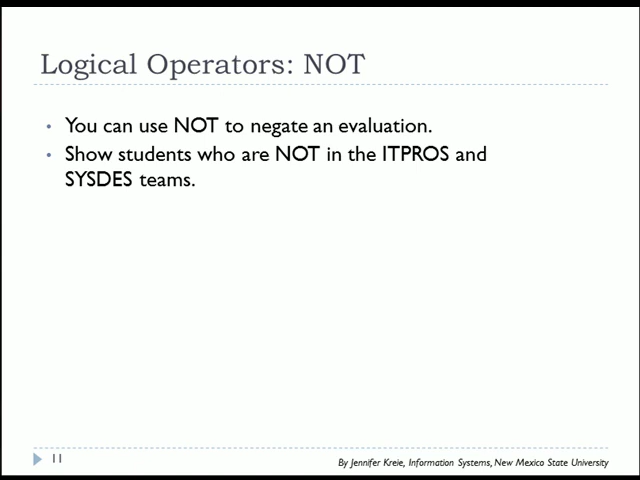 Logical Operators: NOT
• You can use NOT to negate an evaluation.
• Show students who are NOT in the ITPROS and
SYSDES teams.
11
By Jennifer Kreie, Information Systems, New Mexico State University